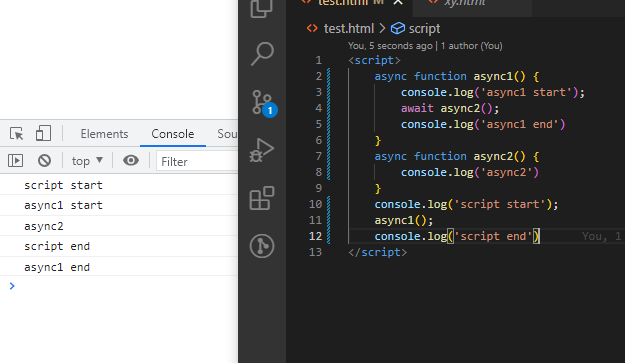 Elements Console Sou
top Filter
script start
async1 start
async2
script end
async1 end
>
1
test.html M xy.html
test.html > script
You, 5 seconds ago | 1 author (You)
1 <script>
2 async function async1() {
3 console.log('async1 start');
4 await async2();
5 console.log('async1 end')
6 }
7 async function async2() {
8 console.log('async2')
9 }
10 console.log('script start');
11 async1();
12 console.log('script end') You, 1
13 </script>